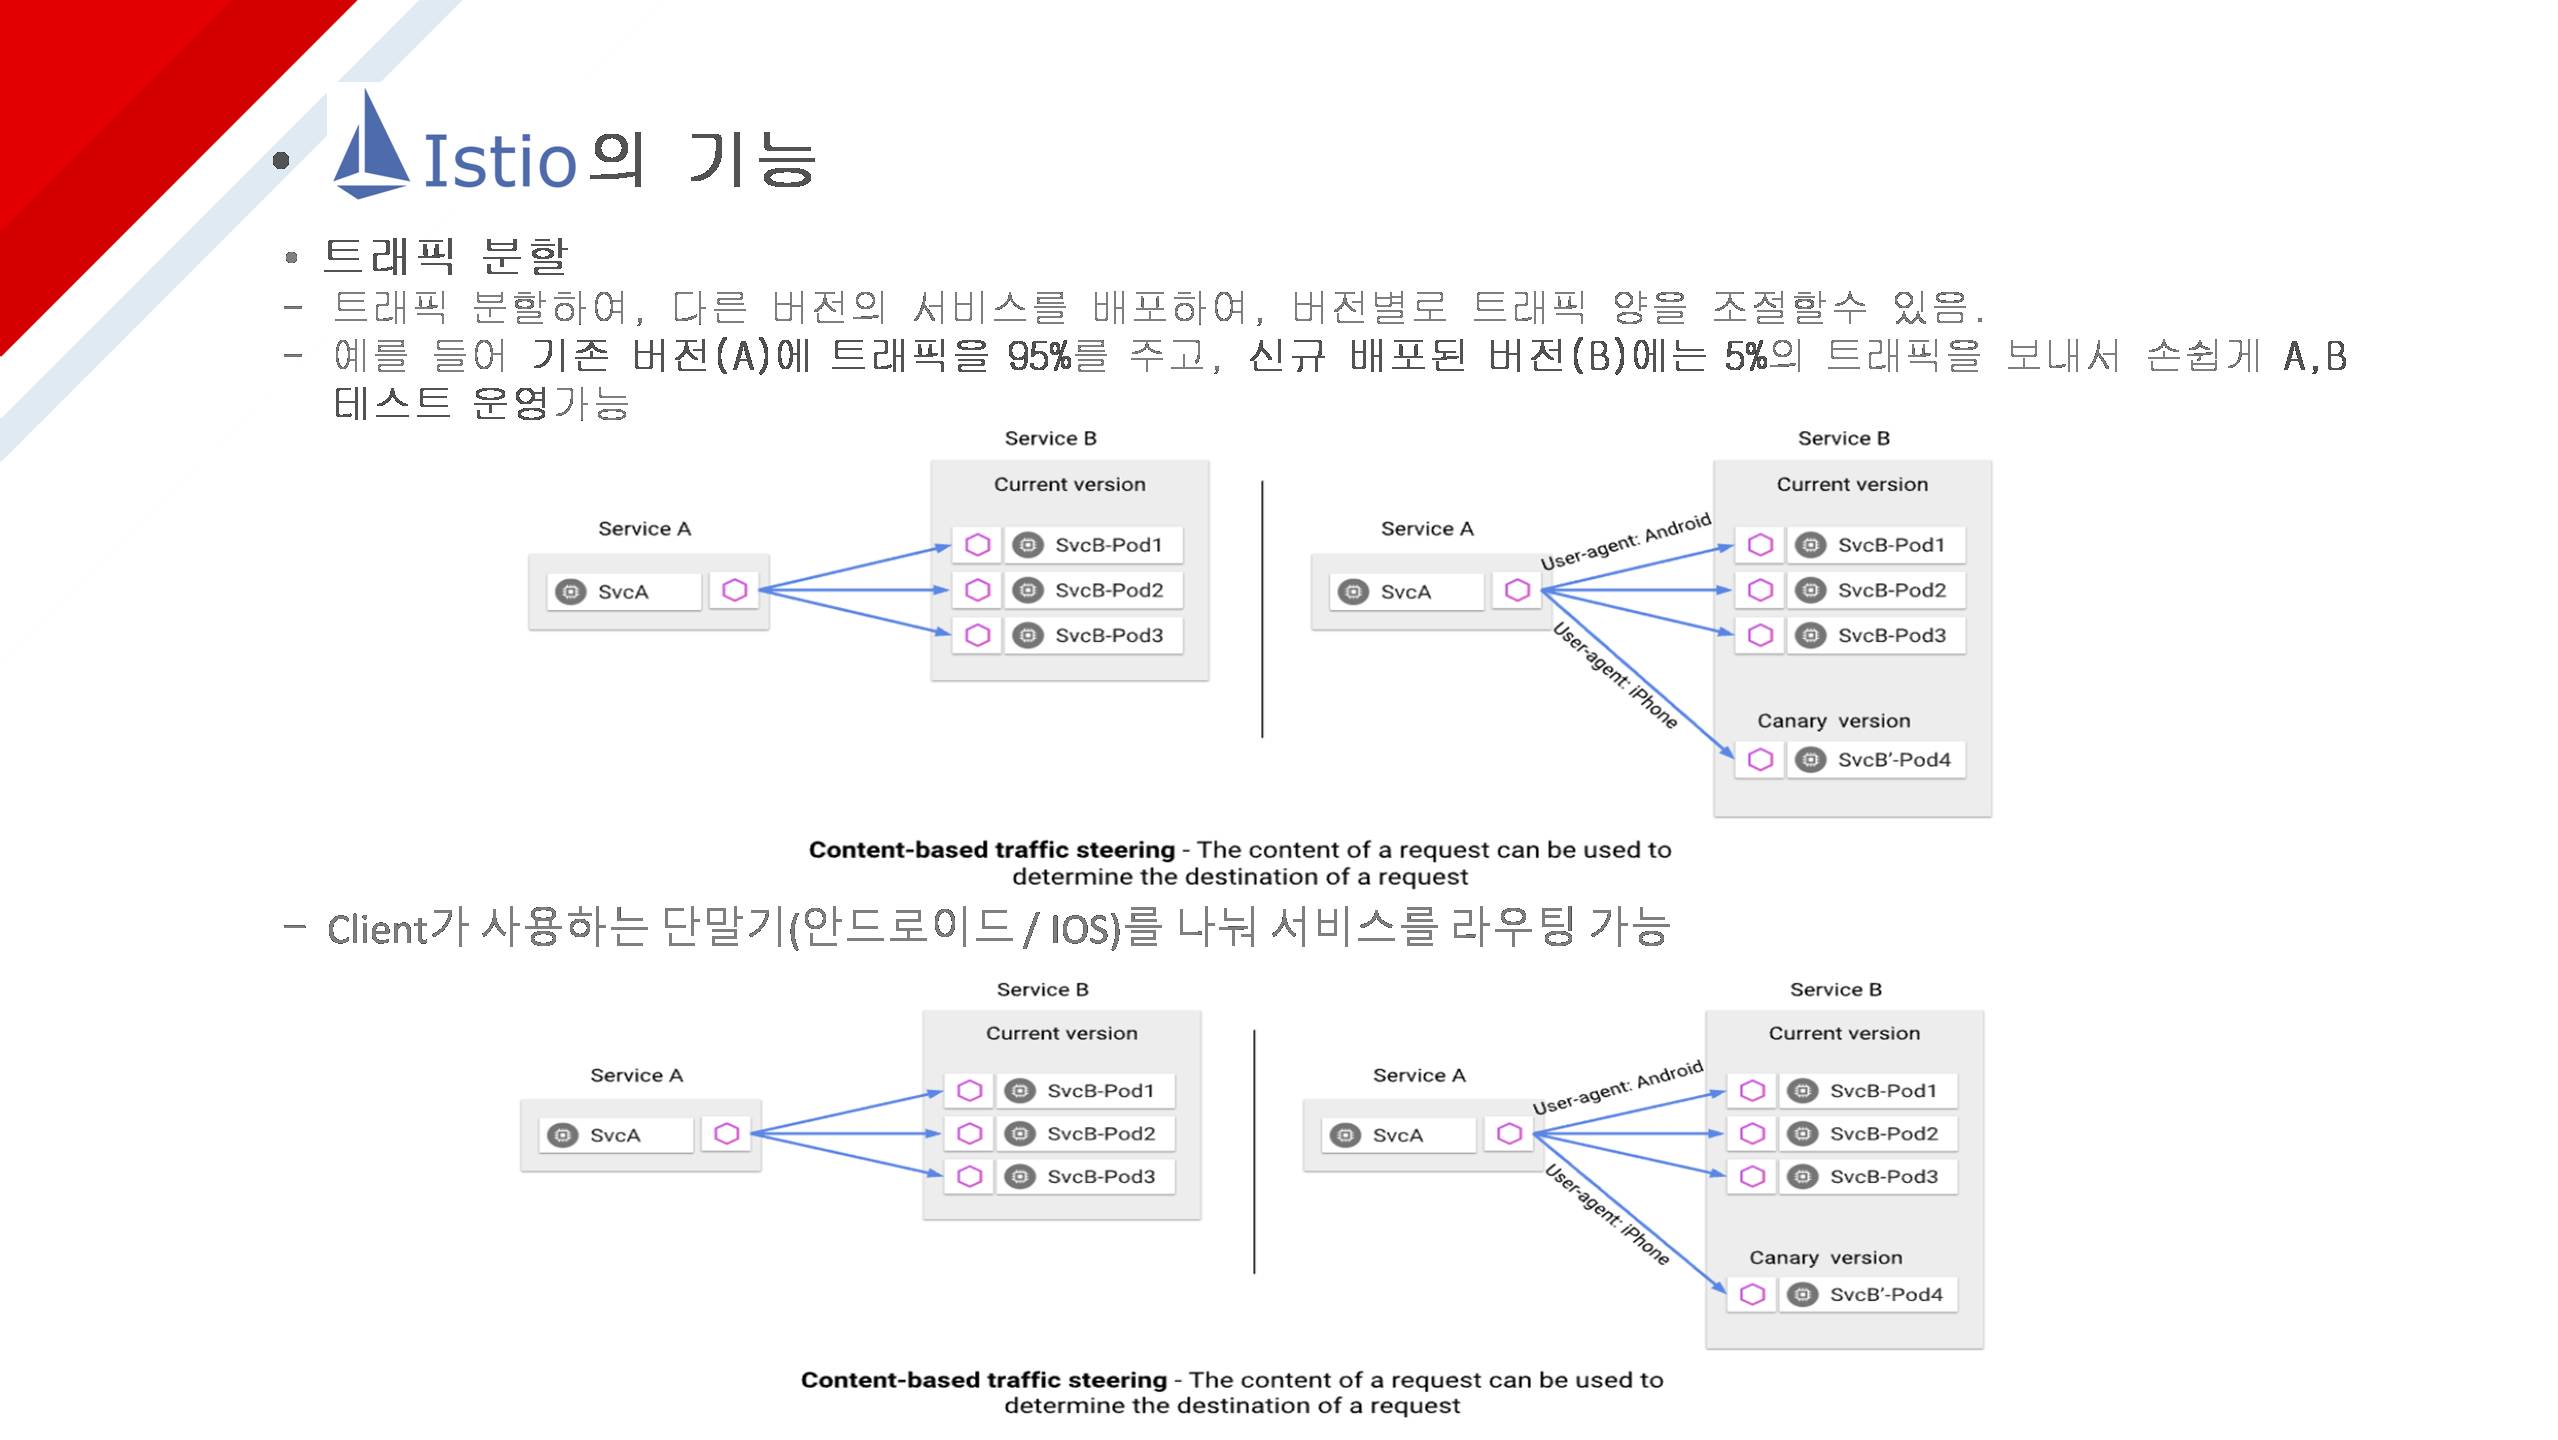 • Istio의 기능
• 트래픽 분할
– 트래픽 분할하여, 다른 버전의 서비스를 배포하여, 버전별로 트래픽 양을 조절할수 있음.
– 예를 들어 기존 버전(A)에 트래픽을 95%를 주고, 신규 배포된 버전(B)에는 5%의 트래픽을 보내서 손쉽게 A,B
테스트 운영가능
Service B
Current version
Service A
SvcA
SvcB-Pod1
SvcB-Pod2
SvcB-Pod3
Service B
Current version
Service A
SvcA
User-agent: Android
User-agent: iPhone
SvcB-Pod1
SvcB-Pod2
SvcB-Pod3
Canary version
SvcB'-Pod4
Content-based traffic steering - The content of a request can be used to
determine the destination of a request
– Client가 사용하는 단말기(안드로이드 / IOS)를 나눠 서비스를 라우팅 가능
Service B
Current version
Service A
SvcA
SvcB-Pod1
SvcB-Pod2
SvcB-Pod3
Service B
Current version
Service A
SvcA
User-agent: Android
User-agent: iPhone
SvcB-Pod1
SvcB-Pod2
SvcB-Pod3
Canary version
SvcB'-Pod4
Content-based traffic steering - The content of a request can be used to
determine the destination of a request